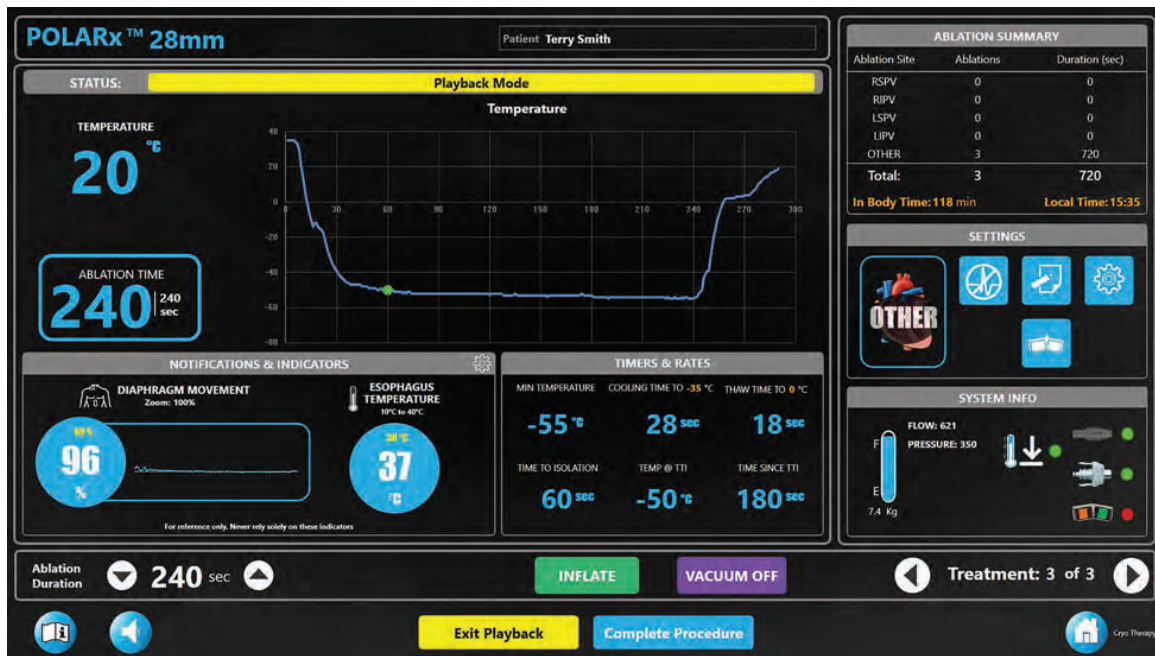 POLARx™ 28mm
Patient Terry Smith
STATUS: Playback Mode
TEMPERATURE
20 °C
ABLATION TIME
240 240 sec
Temperature
40
20
0
-20
-40
-60
-80
0 30 60 90 120 150 180 210 240 270 300
NOTIFICATIONS & INDICATORS
DIAPHRAGM MOVEMENT
Zoom: 100%
96
%
ESOPHAGUS
TEMPERATURE
10°C to 40°C
37
°C
For reference only. Never rely solely on these indicators
TIMERS & RATES
MIN TEMPERATURE COOLING TIME TO -35 °C THAW TIME TO 0 °C
-55 °C 28 sec 18 sec
TIME TO ISOLATION TEMP @ TTI TIME SINCE TTI
60 sec -50 °C 180 sec
ABLATION SUMMARY
Ablation Site Ablations Duration (sec)
RSPV 0 0
RIPV 0 0
LSPV 0 0
LIPV 0 0
OTHER 3 720
Total: 3 720
In Body Time: 118 min Local Time: 15:35
SETTINGS
OTHER
SYSTEM INFO
FLOW: 621
PRESSURE: 350
F
E
7.4 Kg
Ablation
Duration
240 sec
INFLATE
VACUUM OFF
Treatment: 3 of 3
Exit Playback
Complete Procedure
Cryo Therapy